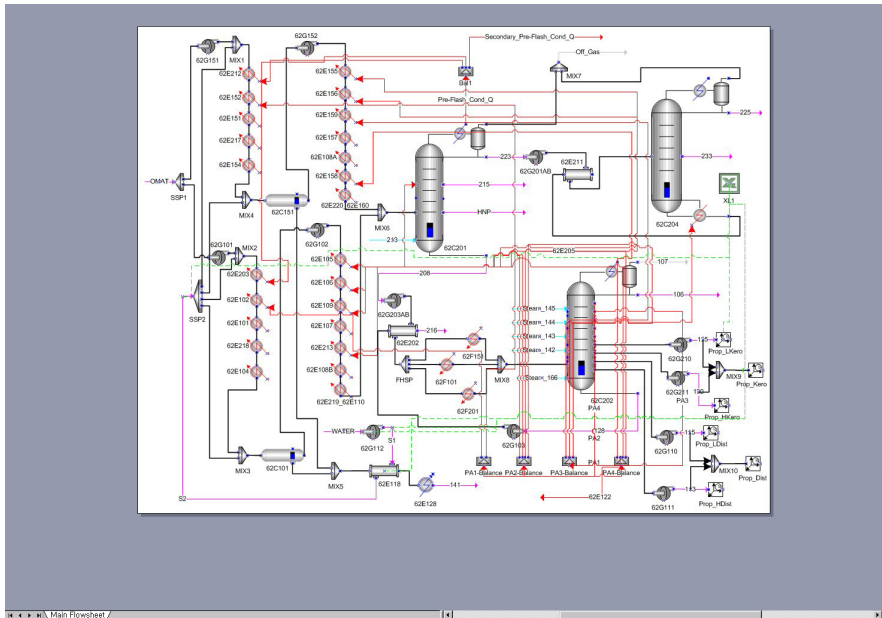 Secondary_Pre-Flash_Cond_Q
62G151
MIX1
62G152
Off_Gas
MIX7
62E212
62E155
Bal1
62E152
62E156
Pre-Flash_Cond_Q
62E151
62E159
225
62E217
62E157
223
62G201AB
62E211
62E154
62E108A
233
OMAT
62E158
215
XL1
SSP1
MIX4
62C151
62E220_62E160
MIX6
HNP
62C204
62G101
MIX2
62G102
213
62C201
62E205
62E203
62E105
208
107
62E102
62E106
62G203AB
106
SSP2
62E101
62E109
Steam_145
Steam_144
62E218
62E107
62E202
216
Steam_143
62F151
125
Prop_LKero
62E104
62E213
Steam_142
62G210
62E108B
FHSP
62F101
MIX8
Steam_166
MIX9
Prop_Kero
62E219_62E110
62F201
62C202
62G211
PA3
130
Prop_HKero
PA4
WATER
62G112
S1
62G103
128
PA2
115
Prop_LDist
62G110
MIX3
62C101
MIX5
62E118
PA1
MIX10
PA1-Balance
PA2-Balance
PA3-Balance
PA4-Balance
Prop_Dist
S2
141
62E128
62E122
62G111
Prop_HDist
Main Flowsheet